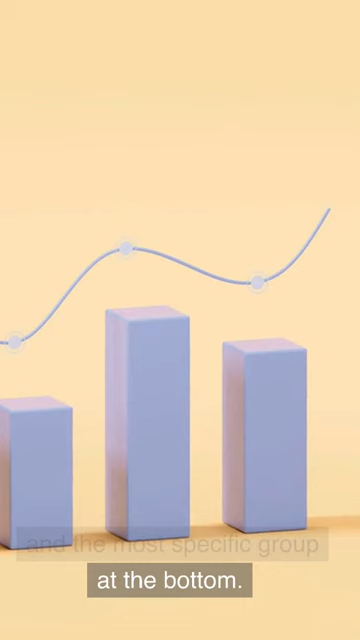 and the most specific group
at the bottom.